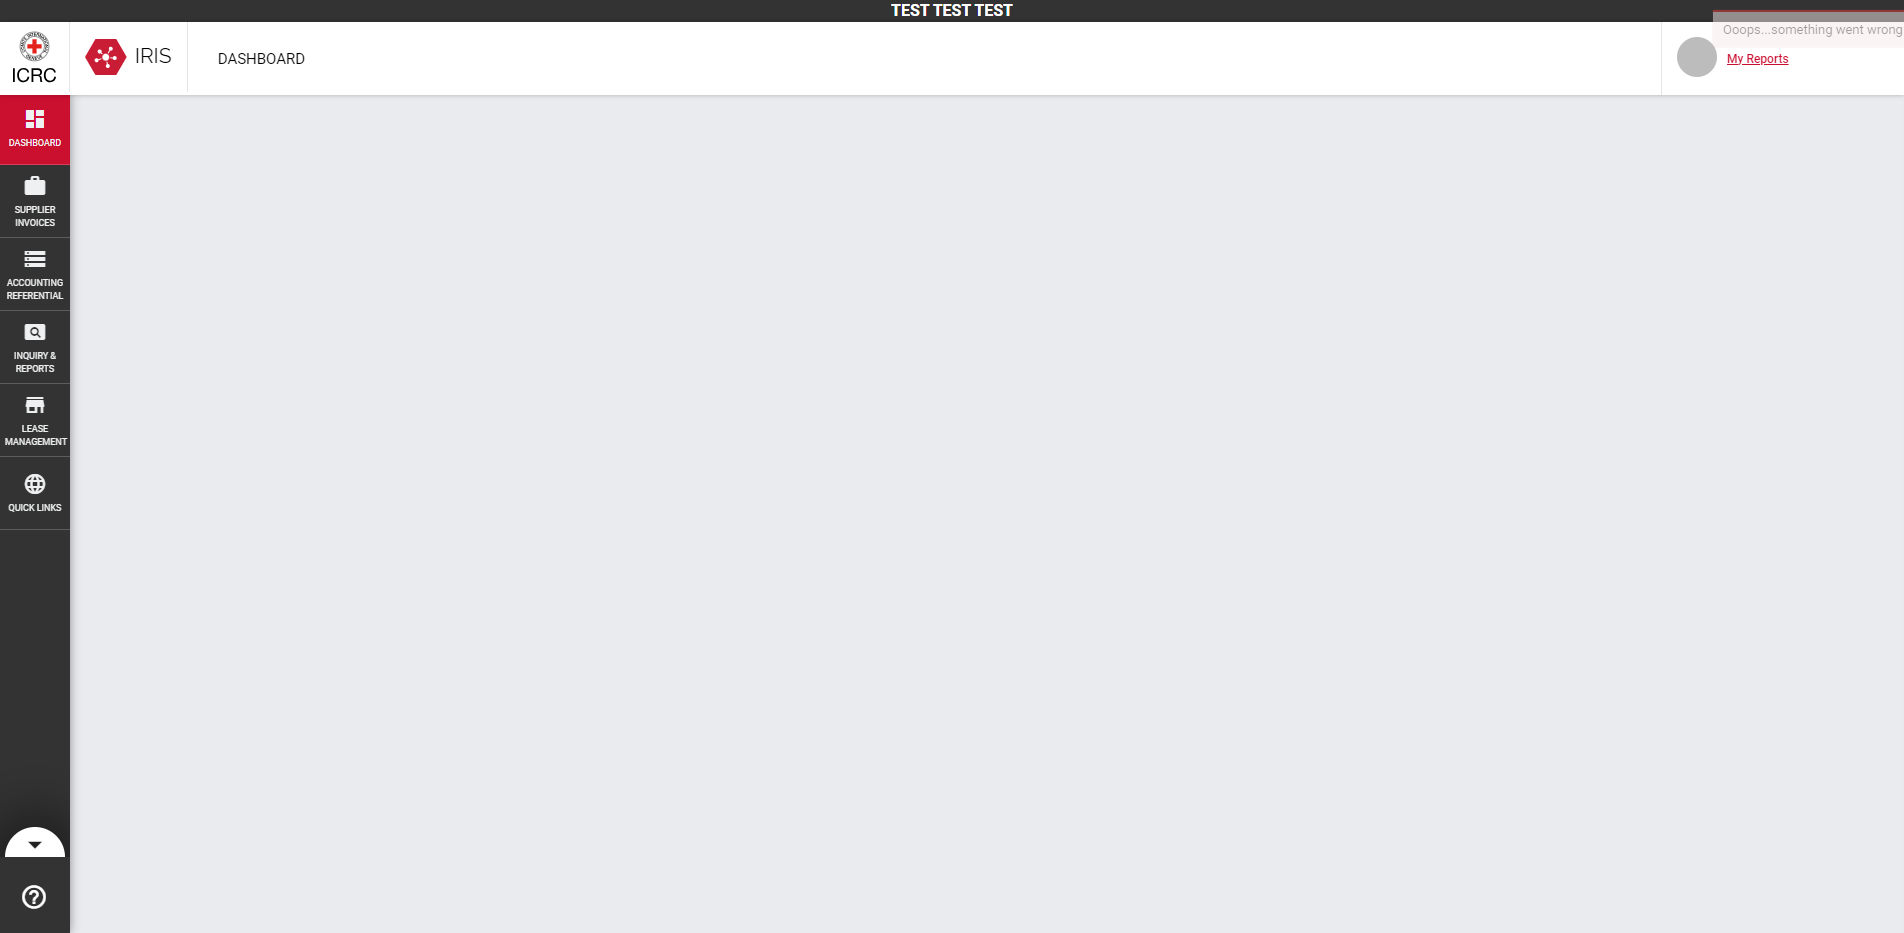 TEST TEST TEST
Ooops...something went wrong
ICRC
IRIS
DASHBOARD
My Reports
DASHBOARD
SUPPLIER
INVOICES
ACCOUNTING
REFERENTIAL
INQUIRY &
REPORTS
LEASE
MANAGEMENT
QUICK LINKS